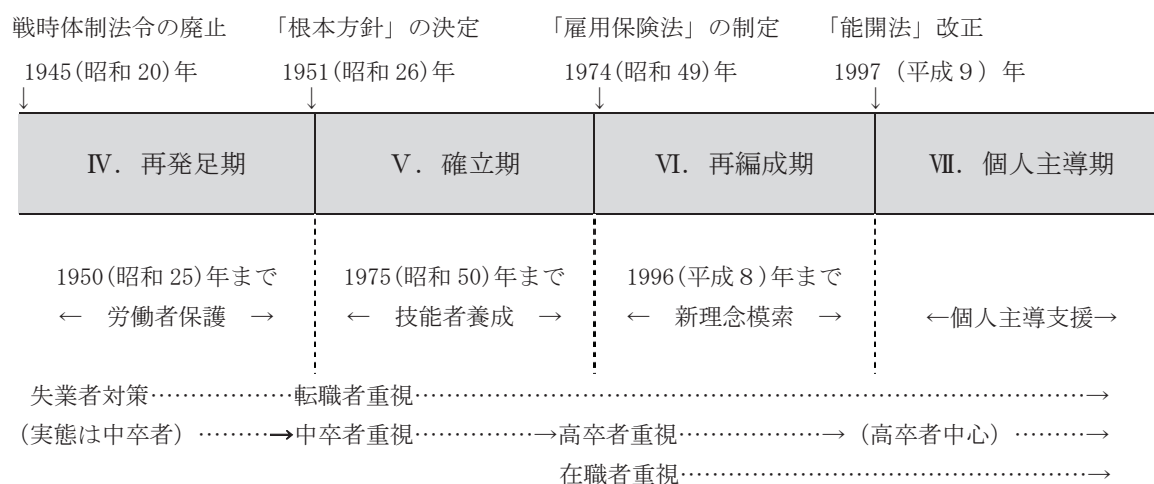 戦時体制法令の廃止 「根本方針」の決定 「雇用保険法」の制定 「能開法」改正
1945(昭和 20)年 1951(昭和 26)年 1974(昭和 49)年 1997 (平成 9) 年
↓ ↓ ↓ ↓
Ⅳ．再発足期 Ⅴ．確立期 Ⅵ．再編成期 Ⅶ．個人主導期
1950(昭和 25)年まで 1975(昭和 50)年まで 1996(平成 8)年まで
← 労働者保護 → ← 技能者養成 → ← 新理念模索 → ←個人主導支援→
失業者対策………………転職者重視……………………………………………………………………→
(実態は中卒者) ………→中卒者重視…………→高卒者重視……………→ (高卒者中心) ………→
在職者重視…………………………………………→